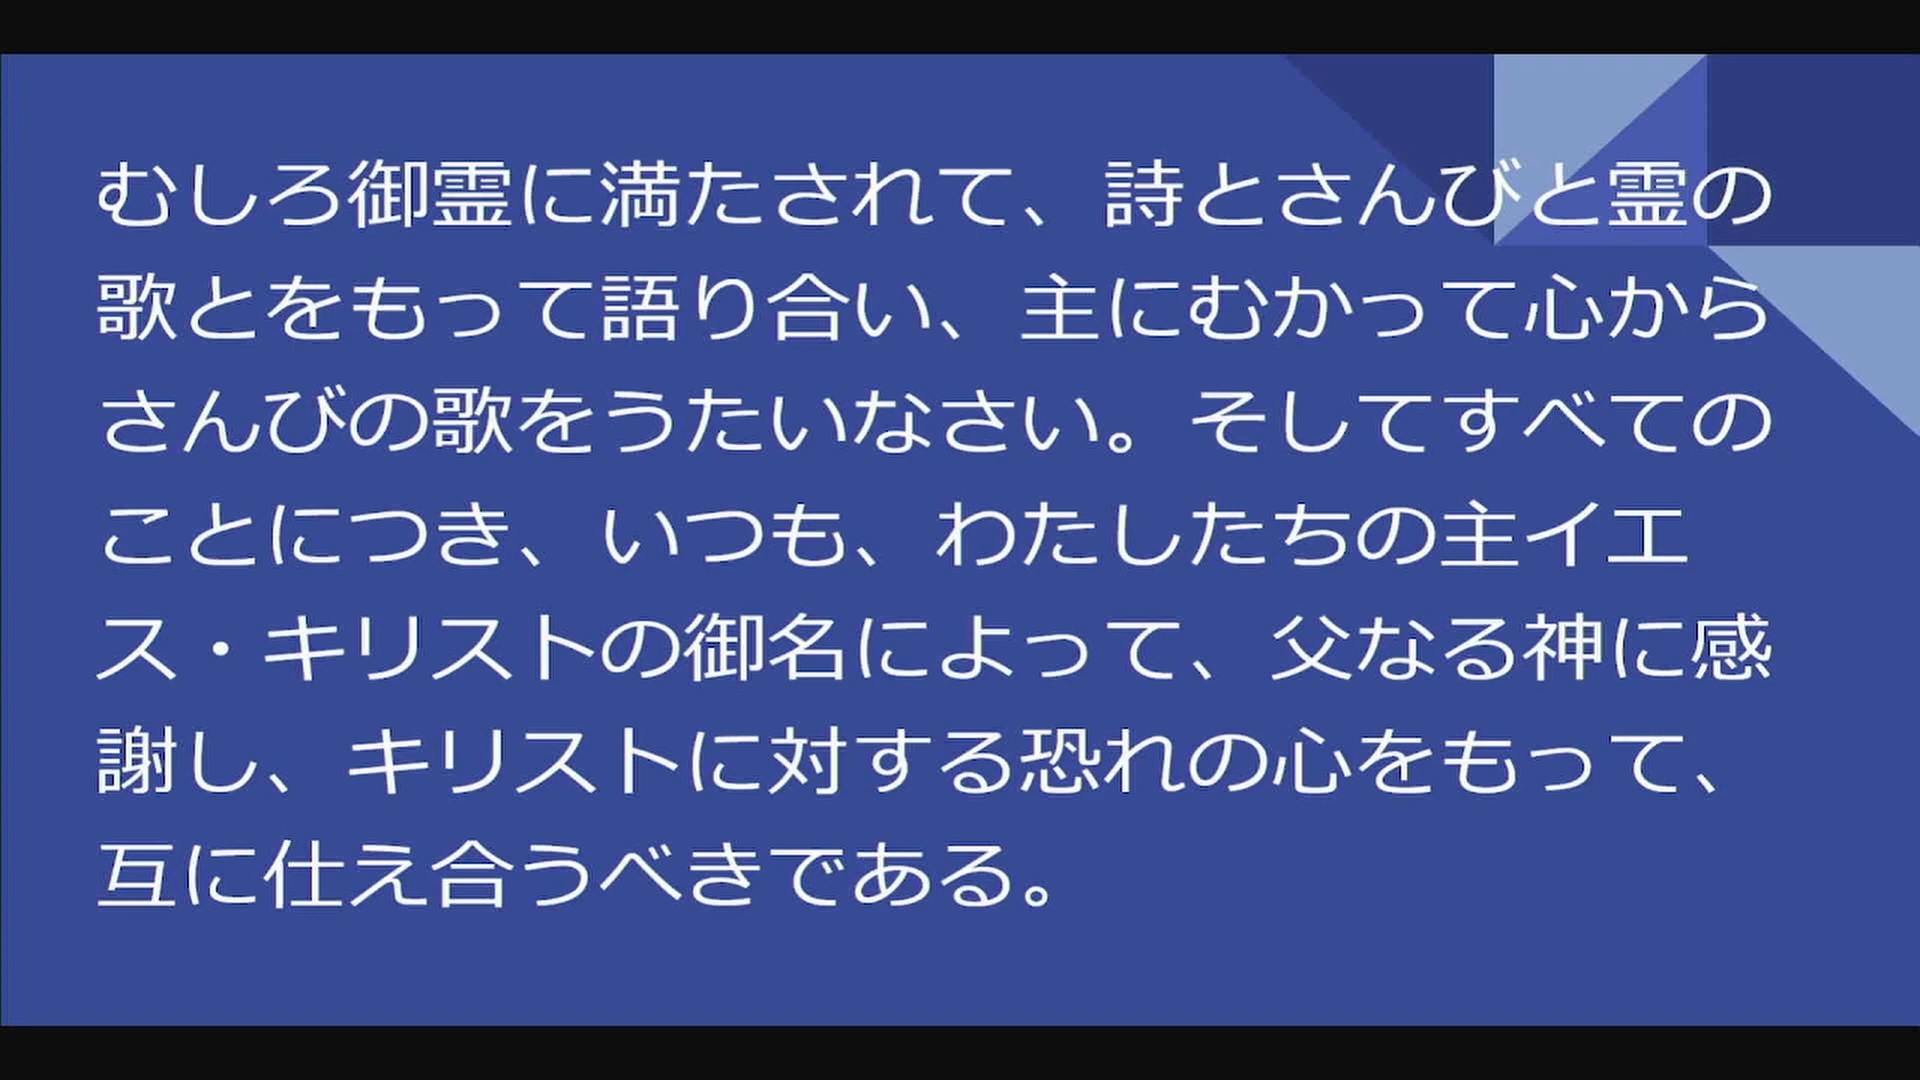 むしろ御霊に満たされて、詩とさんびと霊の
歌とをもって語り合い、主にむかって心から
さんびの歌をうたいなさい。そしてすべての
ことにつき、いつも、わたしたちの主イエ
ス・キリストの御名によって、父なる神に感
謝し、キリストに対する恐れの心をもって、
互に仕え合うべきである。